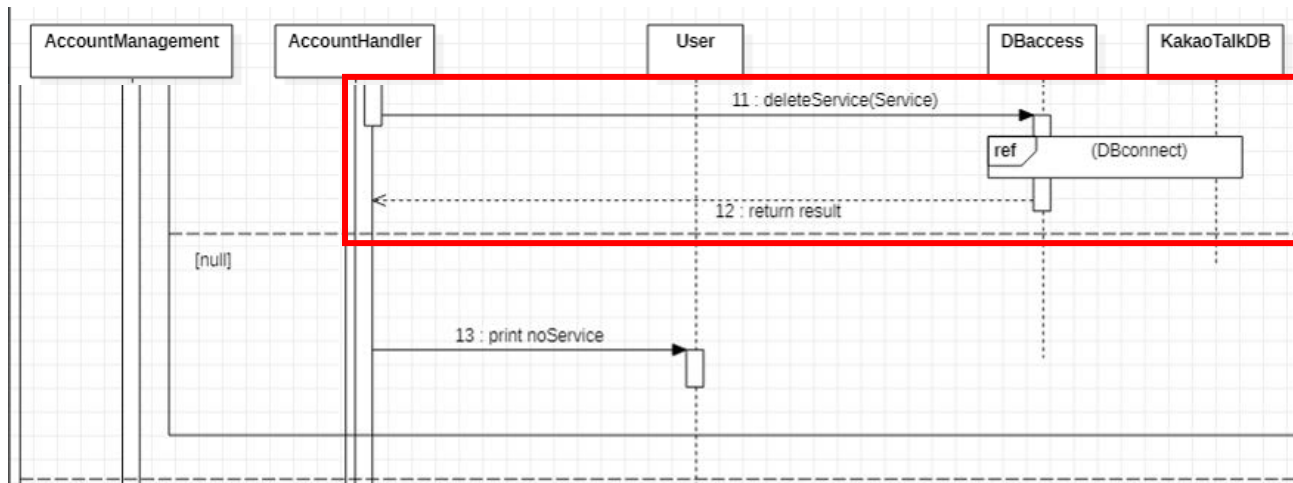 AccountManagement
AccountHandler
User
DBaccess
KakaoTalkDB
11 : deleteService(Service)
ref
(DBconnect)
12 : return result
[null]
13 : print noService